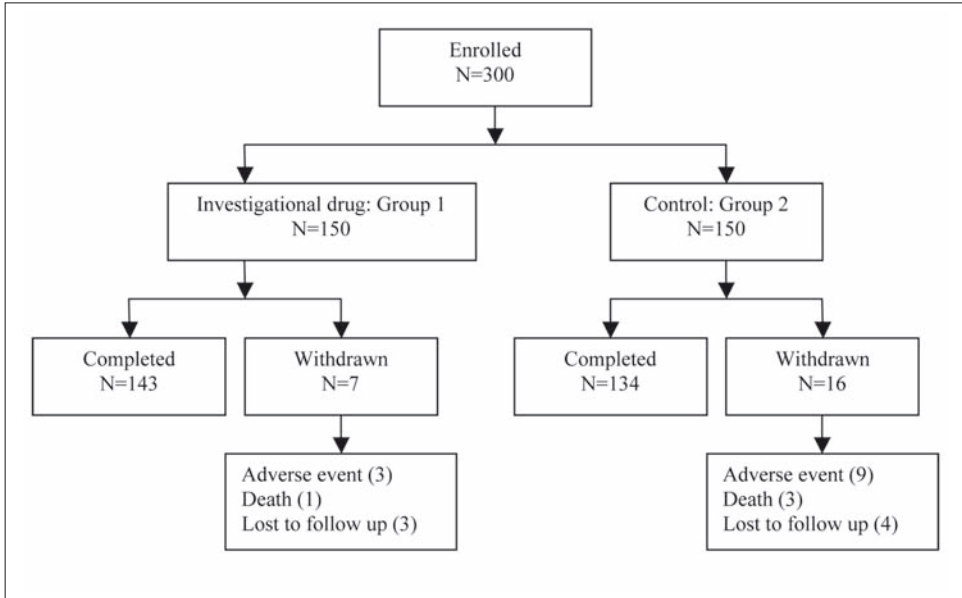 Enrolled
N=300
Investigational drug: Group 1
N=150
Control: Group 2
N=150
Completed
N=143
Withdrawn
N=7
Completed
N=134
Withdrawn
N=16
Adverse event (3)
Death (1)
Lost to follow up (3)
Adverse event (9)
Death (3)
Lost to follow up (4)